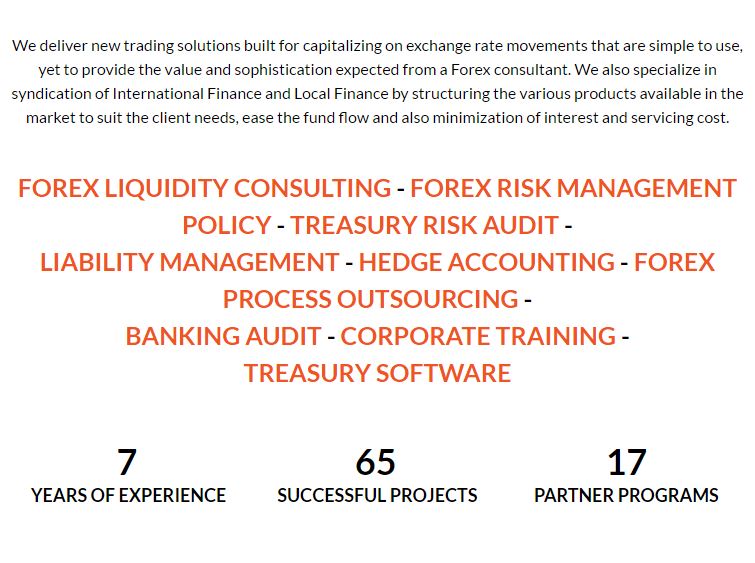 We deliver new trading solutions built for capitalizing on exchange rate movements that are simple to use,
yet to provide the value and sophistication expected from a Forex consultant. We also specialize in
syndication of International Finance and Local Finance by structuring the various products available in the
market to suit the client needs, ease the fund flow and also minimization of interest and servicing cost.
FOREX LIQUIDITY CONSULTING - FOREX RISK MANAGEMENT
POLICY - TREASURY RISK AUDIT -
LIABILITY MANAGEMENT - HEDGE ACCOUNTING - FOREX
PROCESS OUTSOURCING -
BANKING AUDIT - CORPORATE TRAINING -
TREASURY SOFTWARE
7 65 17
YEARS OF EXPERIENCE SUCCESSFUL PROJECTS PARTNER PROGRAMS